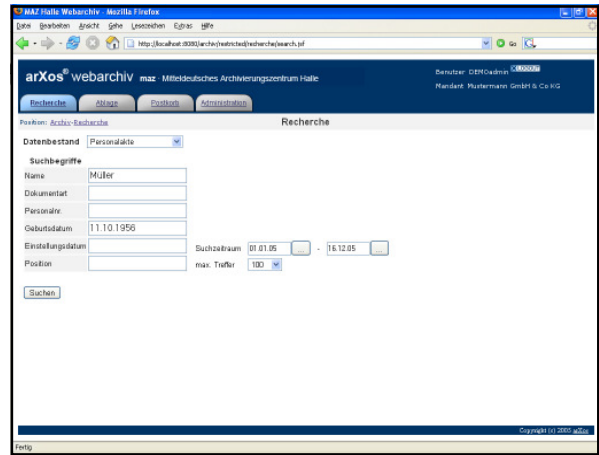 MAZ Halle Webarchiv - Mozilla Firefox
Datei Bearbeiten Ansicht Gehe Lesezeichen Extras Hilfe
http://localhost:8080/archiv/restricted/recherche/search.jsf Go
arXos® webarchiv maz - Mitteldeutsches Archivierungszentrum Halle
Benutzer DEMOadmin LOGOUT
Mandant Mustermann GmbH & Co KG
Recherche Ablage Postkorb Administration
Position: Archiv-Recherche Recherche
Datenbestand Personalakte
Suchbegriffe
Name Müller
Dokumentart
Personalnr.
Geburtsdatum 11.10.1956
Einstellungsdatum Suchzeitraum 01.01.05 ... - 16.12.05 ...
Position max. Treffer 100
Suchen
Copyright (c) 2005 arXos
Fertig